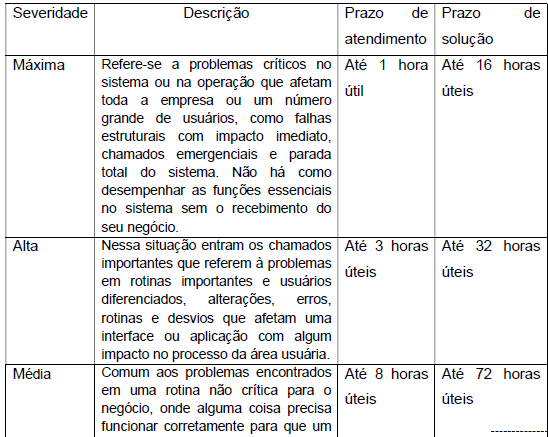 Severidade Descrição Prazo de Prazo de
atendimento solução
Máxima Refere-se a problemas críticos no Até 1 hora Até 16 horas
sistema ou na operação que afetam útil úteis
toda a empresa ou um número
grande de usuários, como falhas
estruturais com impacto imediato,
chamados emergenciais e parada
total do sistema. Não há como
desempenhar as funções essenciais
no sistema sem o recebimento do
seu negócio.
Alta Nessa situação entram os chamados Até 3 horas Até 32 horas
importantes que referem à problemas úteis úteis
em rotinas importantes e usuários
diferenciados, alterações, erros,
rotinas e desvios que afetam uma
interface ou aplicação com algum
impacto no processo da área usuária.
Média Comum aos problemas encontrados Até 8 horas Até 72 horas
em uma rotina não crítica para o úteis úteis
negócio, onde alguma coisa precisa
funcionar corretamente para que um